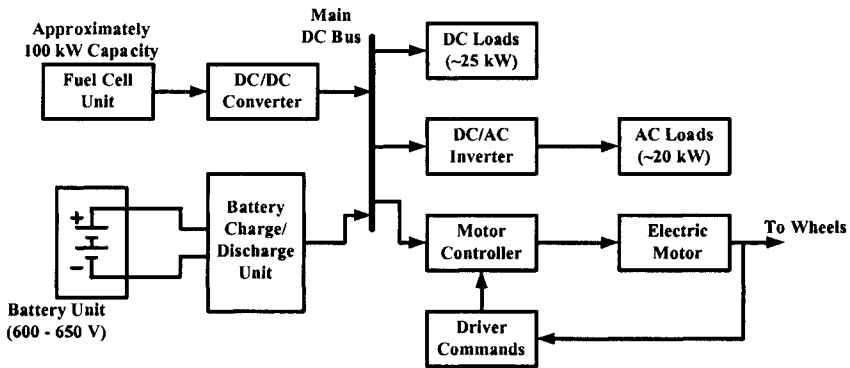 Approximately
100 kW Capacity
Fuel Cell
Unit
DC/DC
Converter
Main
DC Bus
DC Loads
(~25 kW)
DC/AC
Inverter
AC Loads
(~20 kW)
+
-
Battery Unit
(600 - 650 V)
Battery
Charge/
Discharge
Unit
Motor
Controller
Electric
Motor
To Wheels
Driver
Commands